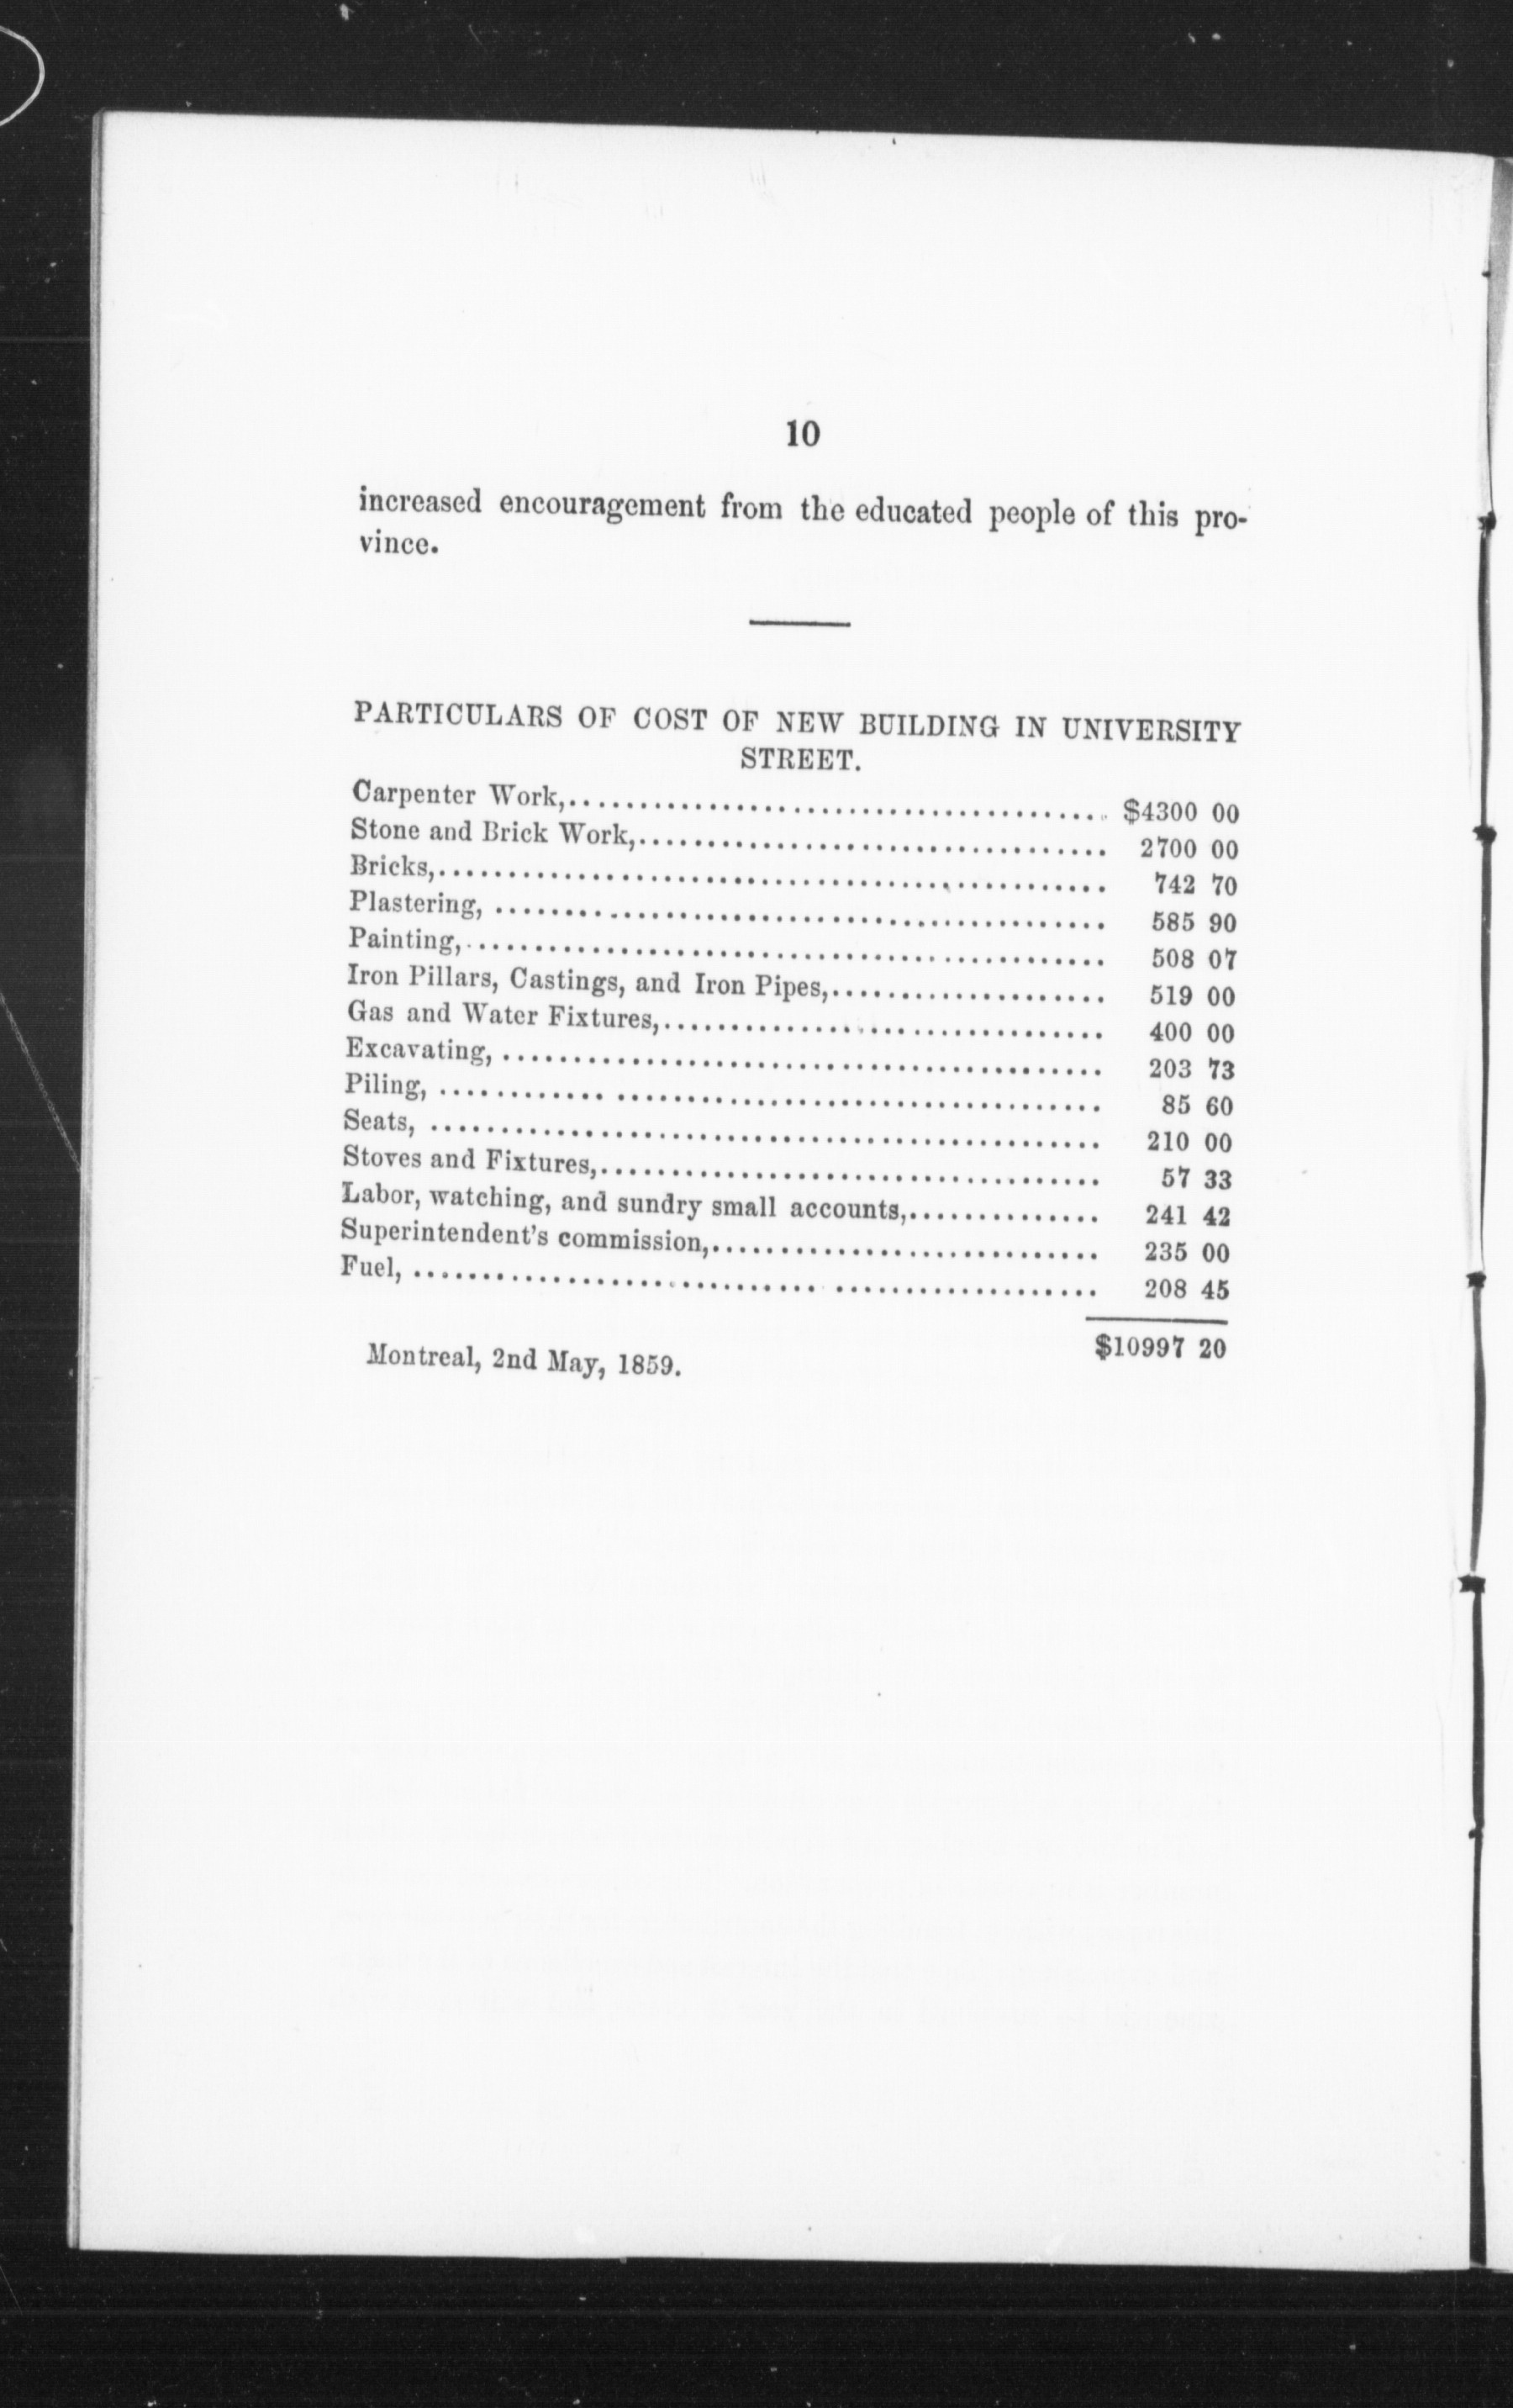 10
increased encouragement from the educated people of this pro-
vince.
PARTICULARS OF COST OF NEW BUILDING IN UNIVERSITY
STREET.
Carpenter Work,........................................ $4300 00
Stone and Brick Work,.................................. 2700 00
Bricks,................................................ 742 70
Plastering, ........................................... 585 90
Painting,.............................................. 508 07
Iron Pillars, Castings, and Iron Pipes,.................... 519 00
Gas and Water Fixtures,................................ 400 00
Excavating, ........................................... 203 73
Piling, ............................................... 85 60
Seats, ................................................ 210 00
Stoves and Fixtures,.................................... 57 33
Labor, watching, and sundry small accounts,.............. 241 42
Superintendent's commission,............................ 235 00
Fuel, ................................................. 208 45
$10997 20
Montreal, 2nd May, 1859.